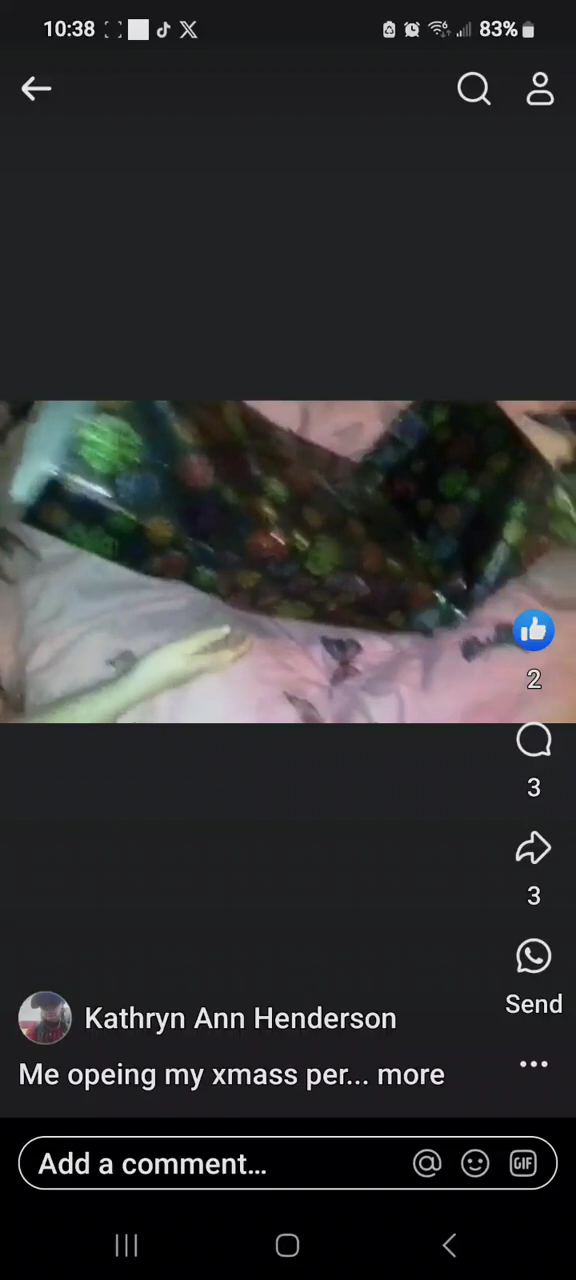 10:38 83%
2
3
3
Send
Kathryn Ann Henderson
Me opeing my xmass per... more
Add a comment...
GIF